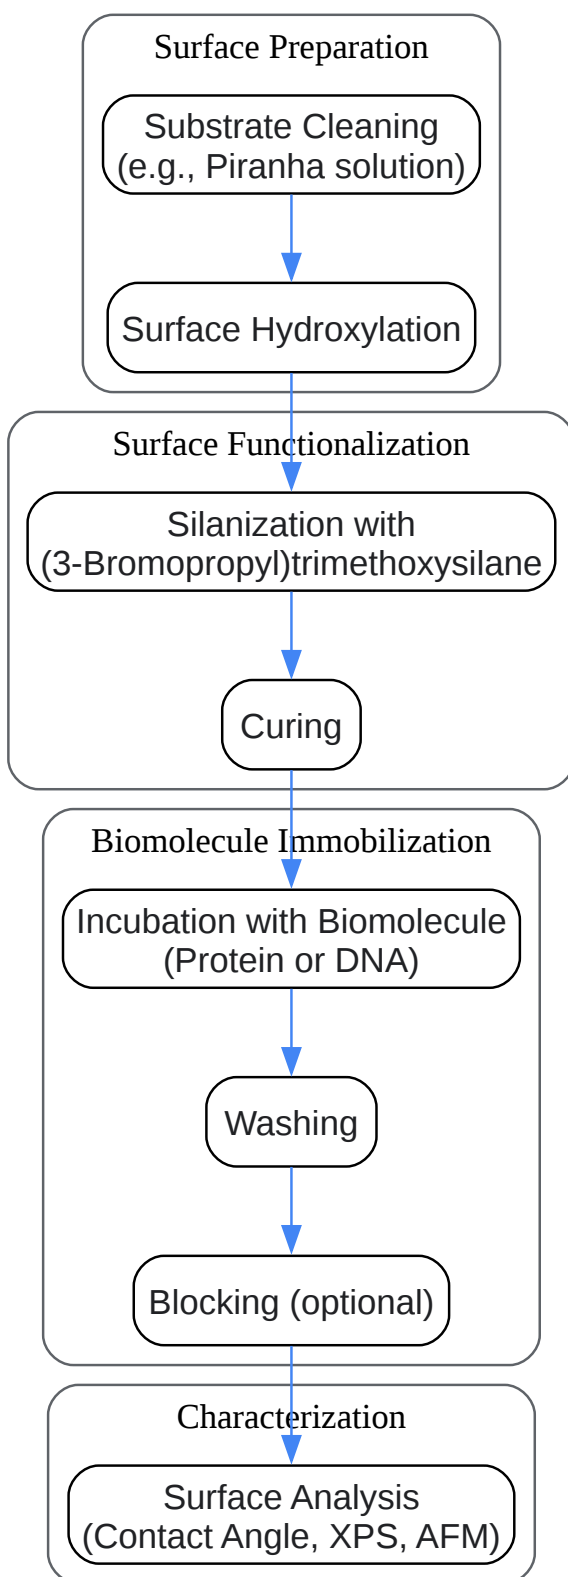 Surface Preparation
Substrate Cleaning
(e.g., Piranha solution)
Surface Hydroxylation
Surface Functionalization
Silanization with
(3-Bromopropyl)trimethoxysilane
Curing
Biomolecule Immobilization
Incubation with Biomolecule
(Protein or DNA)
Washing
Blocking (optional)
Characterization
Surface Analysis
(Contact Angle, XPS, AFM)